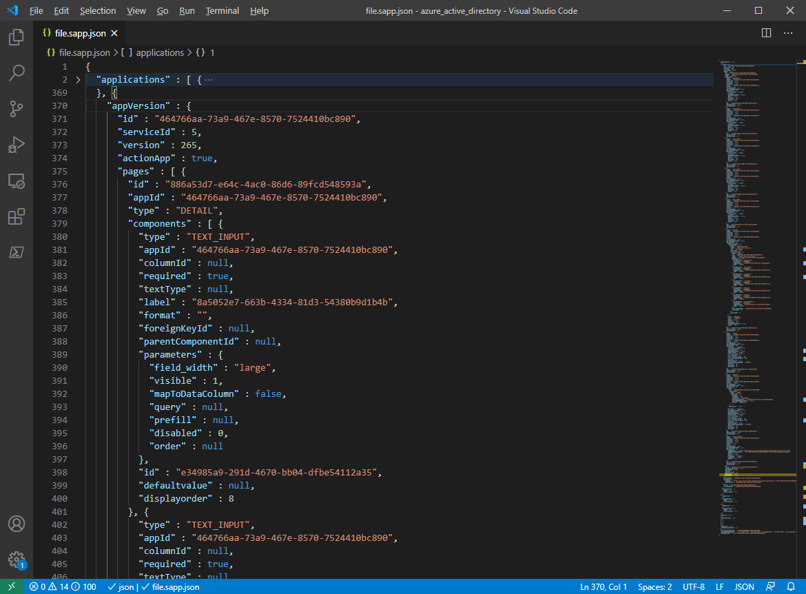 File Edit Selection View Go Run Terminal Help file.sapp.json - azure_active_directory - Visual Studio Code
{} file.sapp.json ×
{} file.sapp.json > [ ] applications > {} 1
1 {
2 "applications" : [ {···
369 }, {
370 "appVersion" : {
371 "id" : "464766aa-73a9-467e-8570-7524410bc890",
372 "serviceId" : 5,
373 "version" : 265,
374 "actionApp" : true,
375 "pages" : [ {
376 "id" : "886a53d7-e64c-4ac0-86d6-89fcd548593a",
377 "appId" : "464766aa-73a9-467e-8570-7524410bc890",
378 "type" : "DETAIL",
379 "components" : [ {
380 "type" : "TEXT_INPUT",
381 "appId" : "464766aa-73a9-467e-8570-7524410bc890",
382 "columnId" : null,
383 "required" : true,
384 "textType" : null,
385 "label" : "8a5052e7-663b-4334-81d3-54380b9d1b4b",
386 "format" : "",
387 "foreignKeyId" : null,
388 "parentComponentId" : null,
389 "parameters" : {
390 "field_width" : "large",
391 "visible" : 1,
392 "mapToDataColumn" : false,
393 "query" : null,
394 "prefill" : null,
395 "disabled" : 0,
396 "order" : null
397 },
398 "id" : "e34985a9-291d-4670-bb04-dfbe54112a35",
399 "defaultvalue" : null,
400 "displayorder" : 8
401 }, {
402 "type" : "TEXT_INPUT",
403 "appId" : "464766aa-73a9-467e-8570-7524410bc890",
404 "columnId" : null,
405 "required" : true,
406 "textType" : null
1
0 14 100 json | file.sapp.json Ln 370, Col 1 Spaces: 2 UTF-8 LF JSON